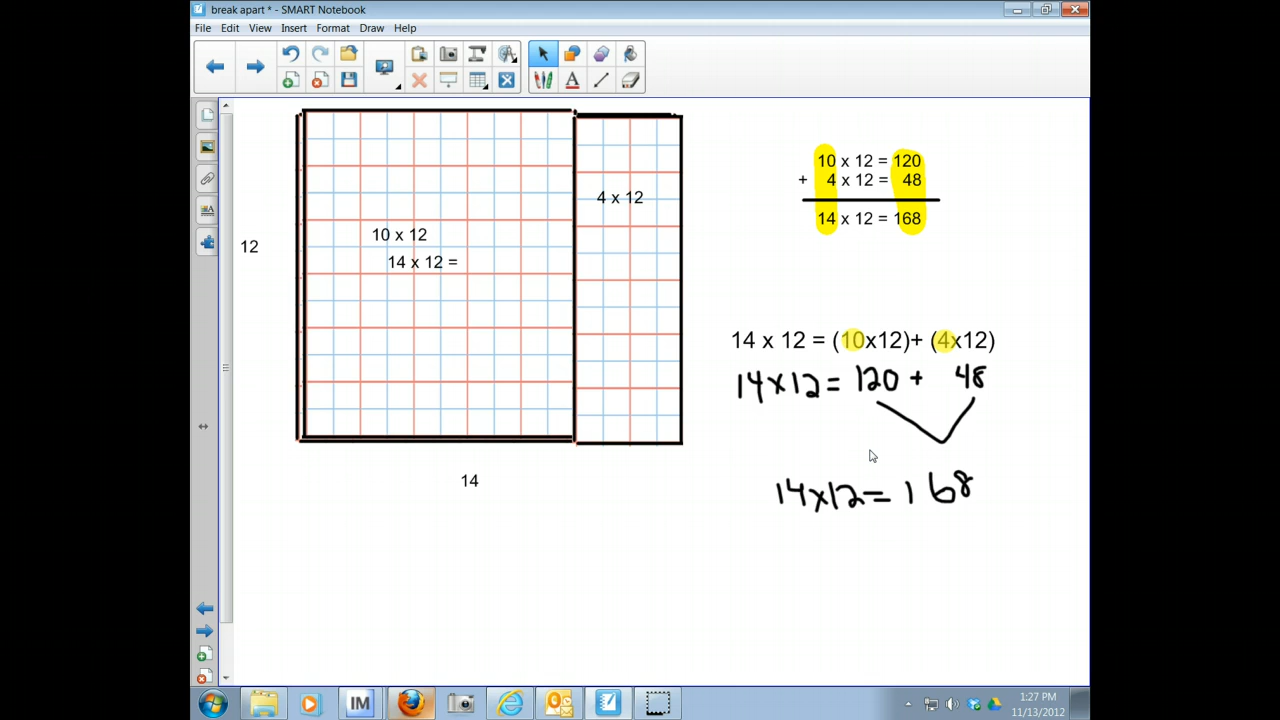 break apart * - SMART Notebook
File Edit View Insert Format Draw Help
12
10 x 12
14 x 12 =
4 x 12
14
10 x 12 = 120
+ 4 x 12 = 48
14 x 12 = 168
14 x 12 = (10x12)+ (4x12)
14x12= 120 + 48
14x12= 168
IM
1:27 PM
11/13/2012